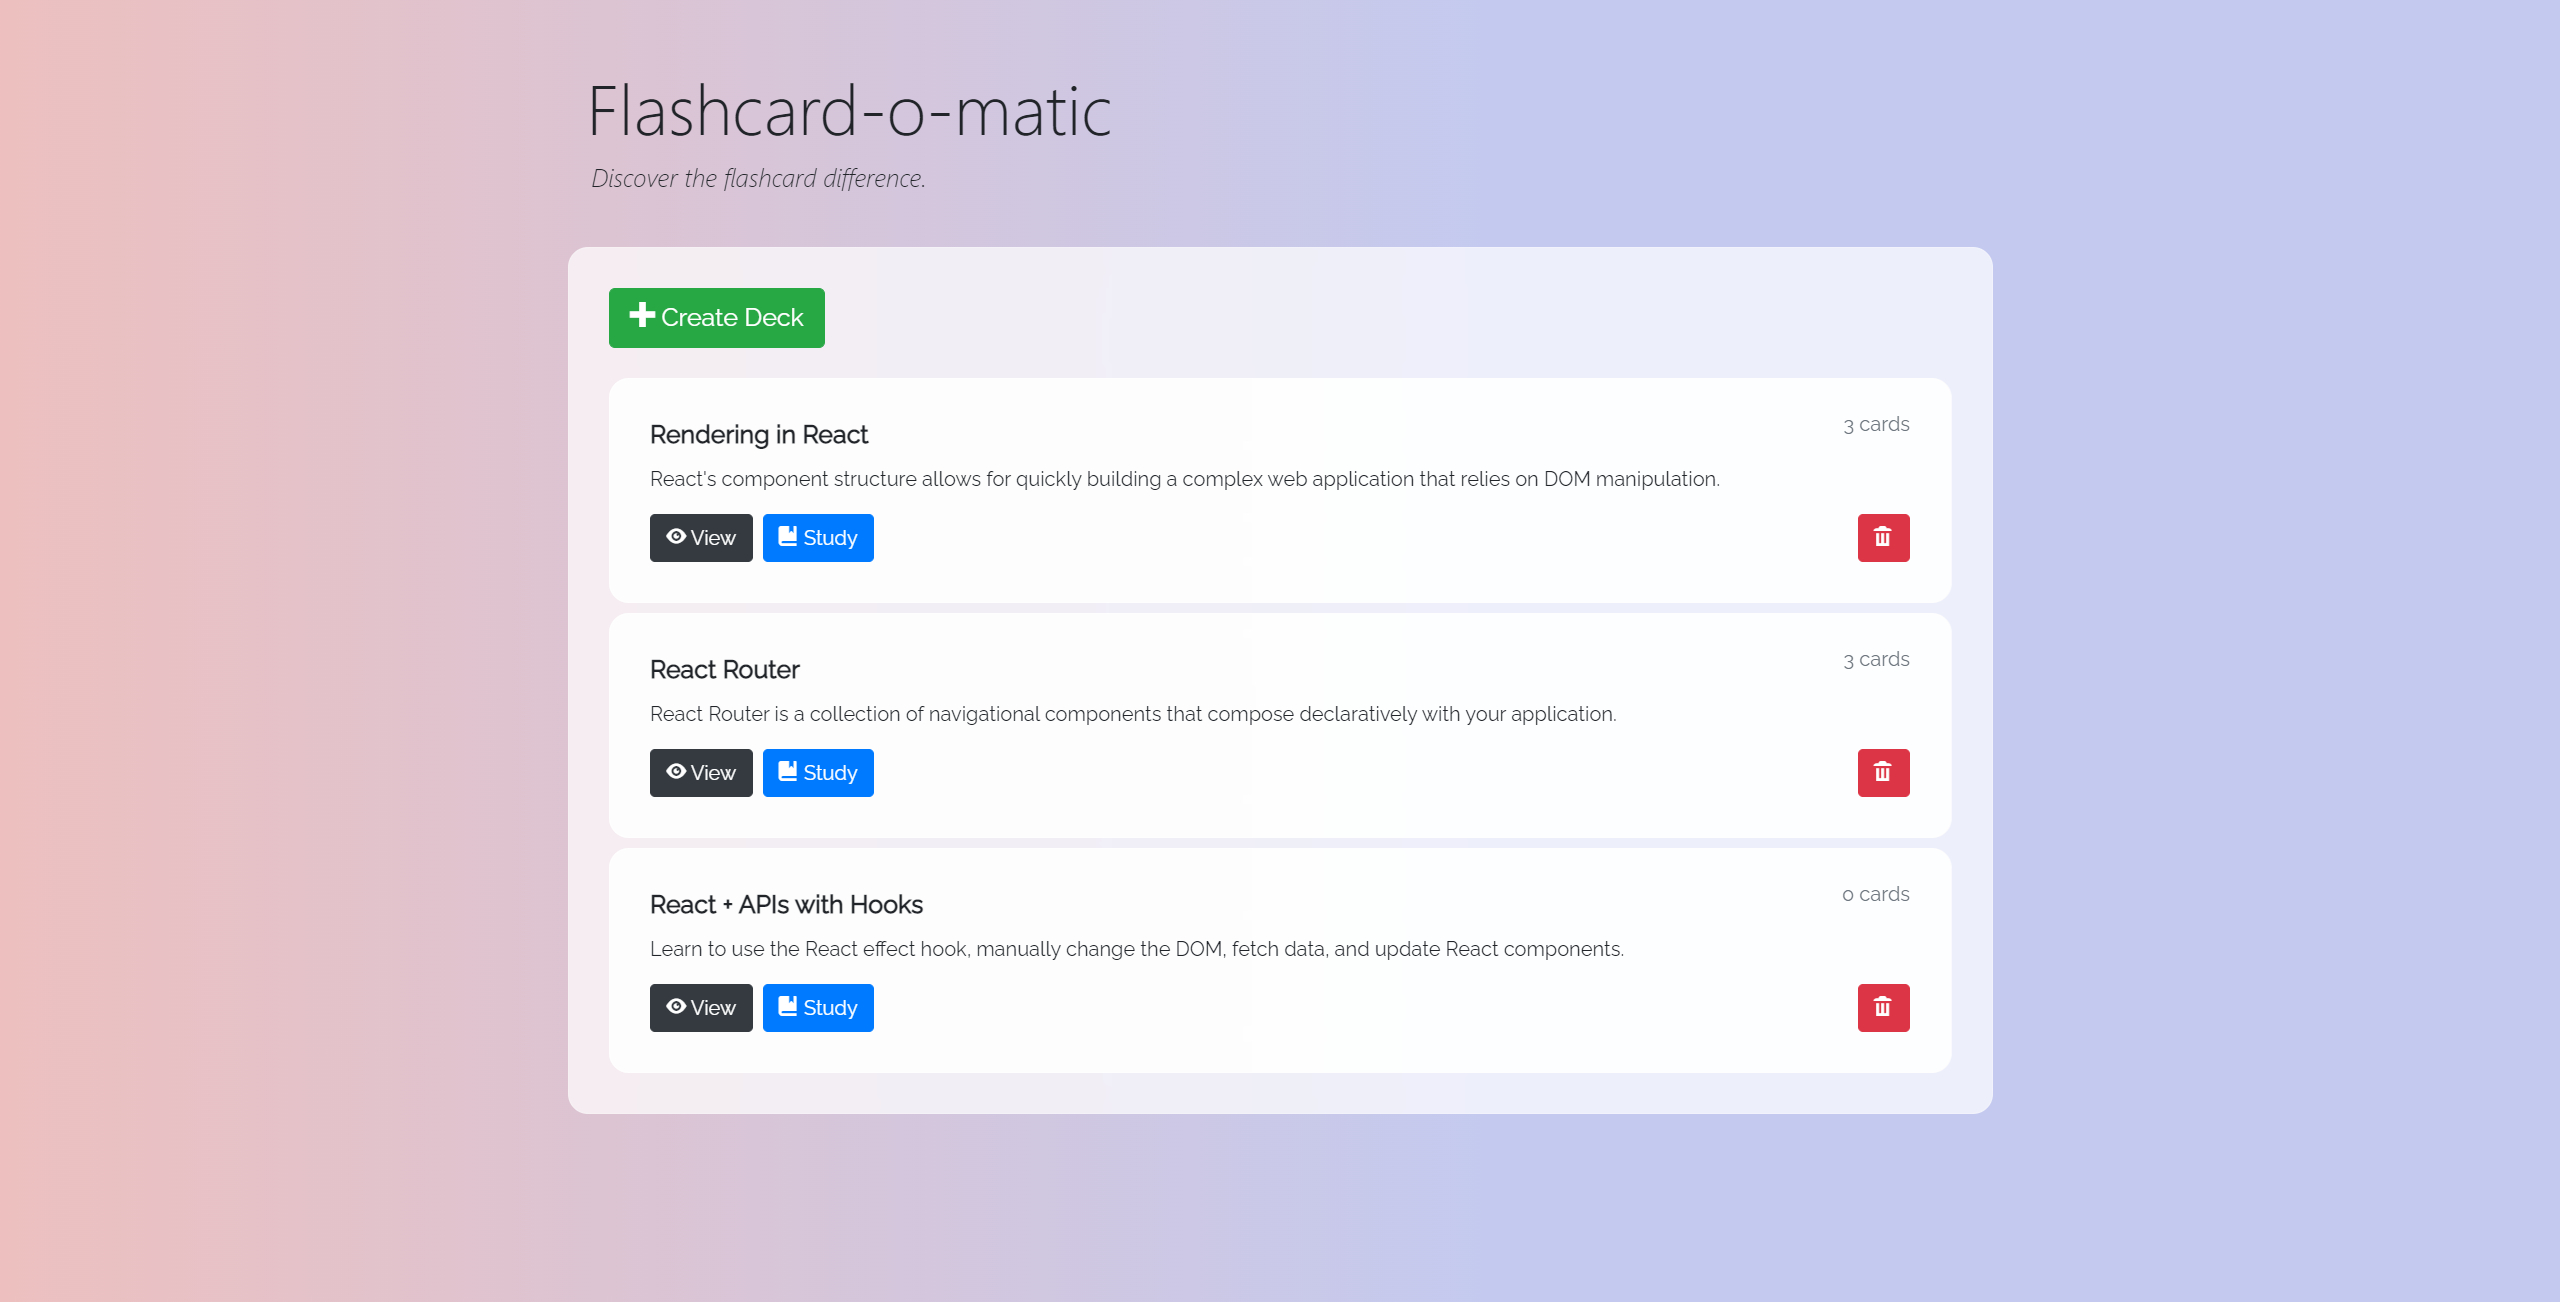 Flashcard-o-matic
Discover the flashcard difference.
Create Deck
Rendering in React
3 cards
React's component structure allows for quickly building a complex web application that relies on DOM manipulation.
View Study
React Router
3 cards
React Router is a collection of navigational components that compose declaratively with your application.
View Study
React + APIs with Hooks
0 cards
Learn to use the React effect hook, manually change the DOM, fetch data, and update React components.
View Study